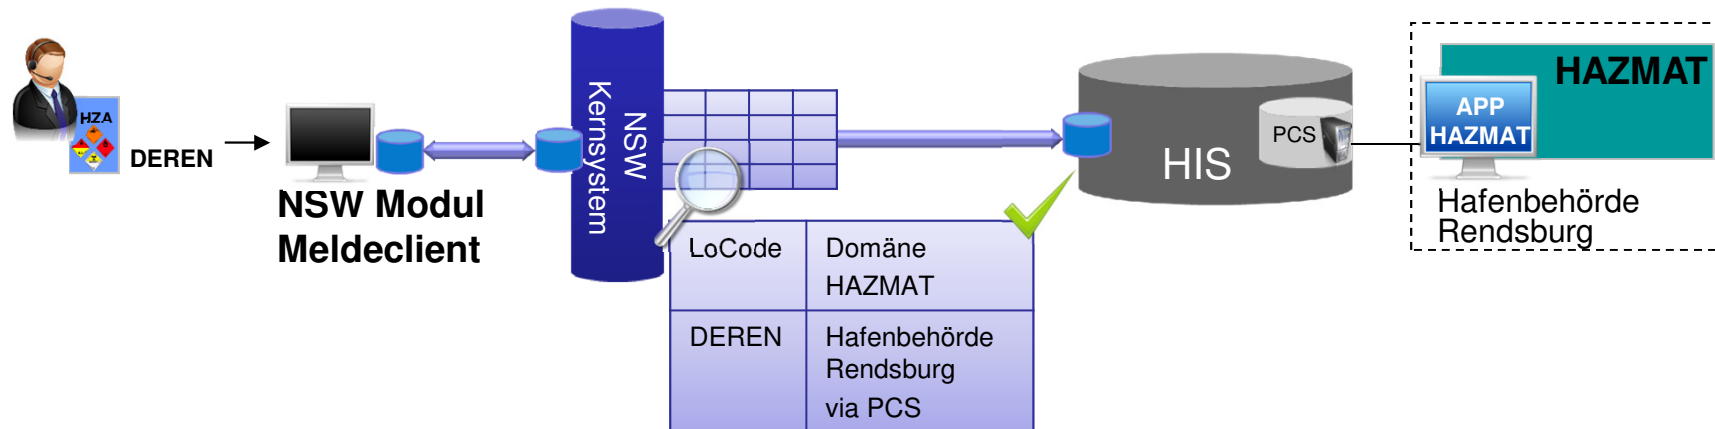 HZA
DEREN
NSW Modul
Meldeclient
NSW
Kernsystem
LoCode
Domäne
HAZMAT
DEREN
Hafenbehörde
Rendsburg
via PCS
HIS
PCS
HAZMAT
APP
HAZMAT
Hafenbehörde
Rendsburg